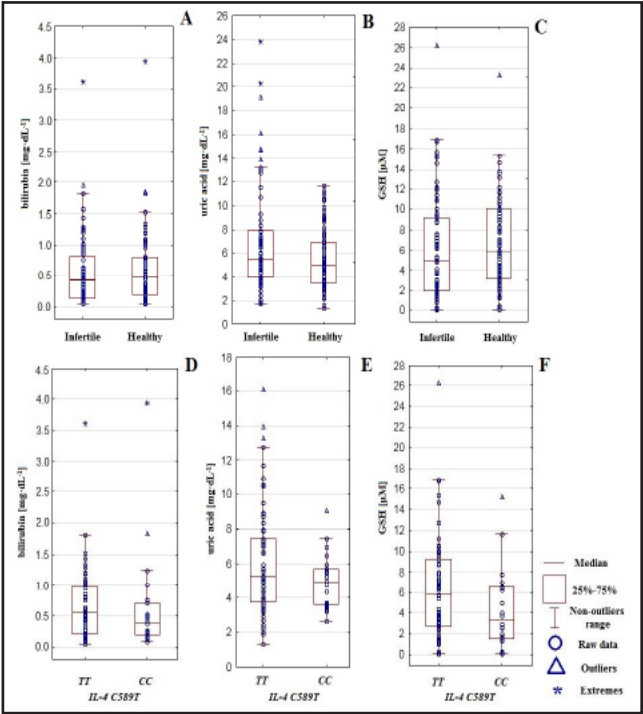 A
B
C
bilirubin [mg·dL-1]
4.5
4.0
3.5
3.0
2.5
2.0
1.5
1.0
0.5
0.0
Infertile Healthy
uric acid [mg·dL-1]
26
24
22
20
18
16
14
12
10
8
6
4
2
0
Infertile Healthy
GSH [µM]
28
26
24
22
20
18
16
14
12
10
8
6
4
2
0
Infertile Healthy
D
E
F
bilirubin [mg·dL-1]
4.5
4.0
3.5
3.0
2.5
2.0
1.5
1.0
0.5
0.0
TT CC
IL-4 C589T
uric acid [mg·dL-1]
18
16
14
12
10
8
6
4
2
0
TT CC
IL-4 C589T
GSH [µM]
28
26
24
22
20
18
16
14
12
10
8
6
4
2
0
TT CC
IL-4 C589T
Median
25%-75%
Non-outliers
range
Raw data
Outliers
Extremes